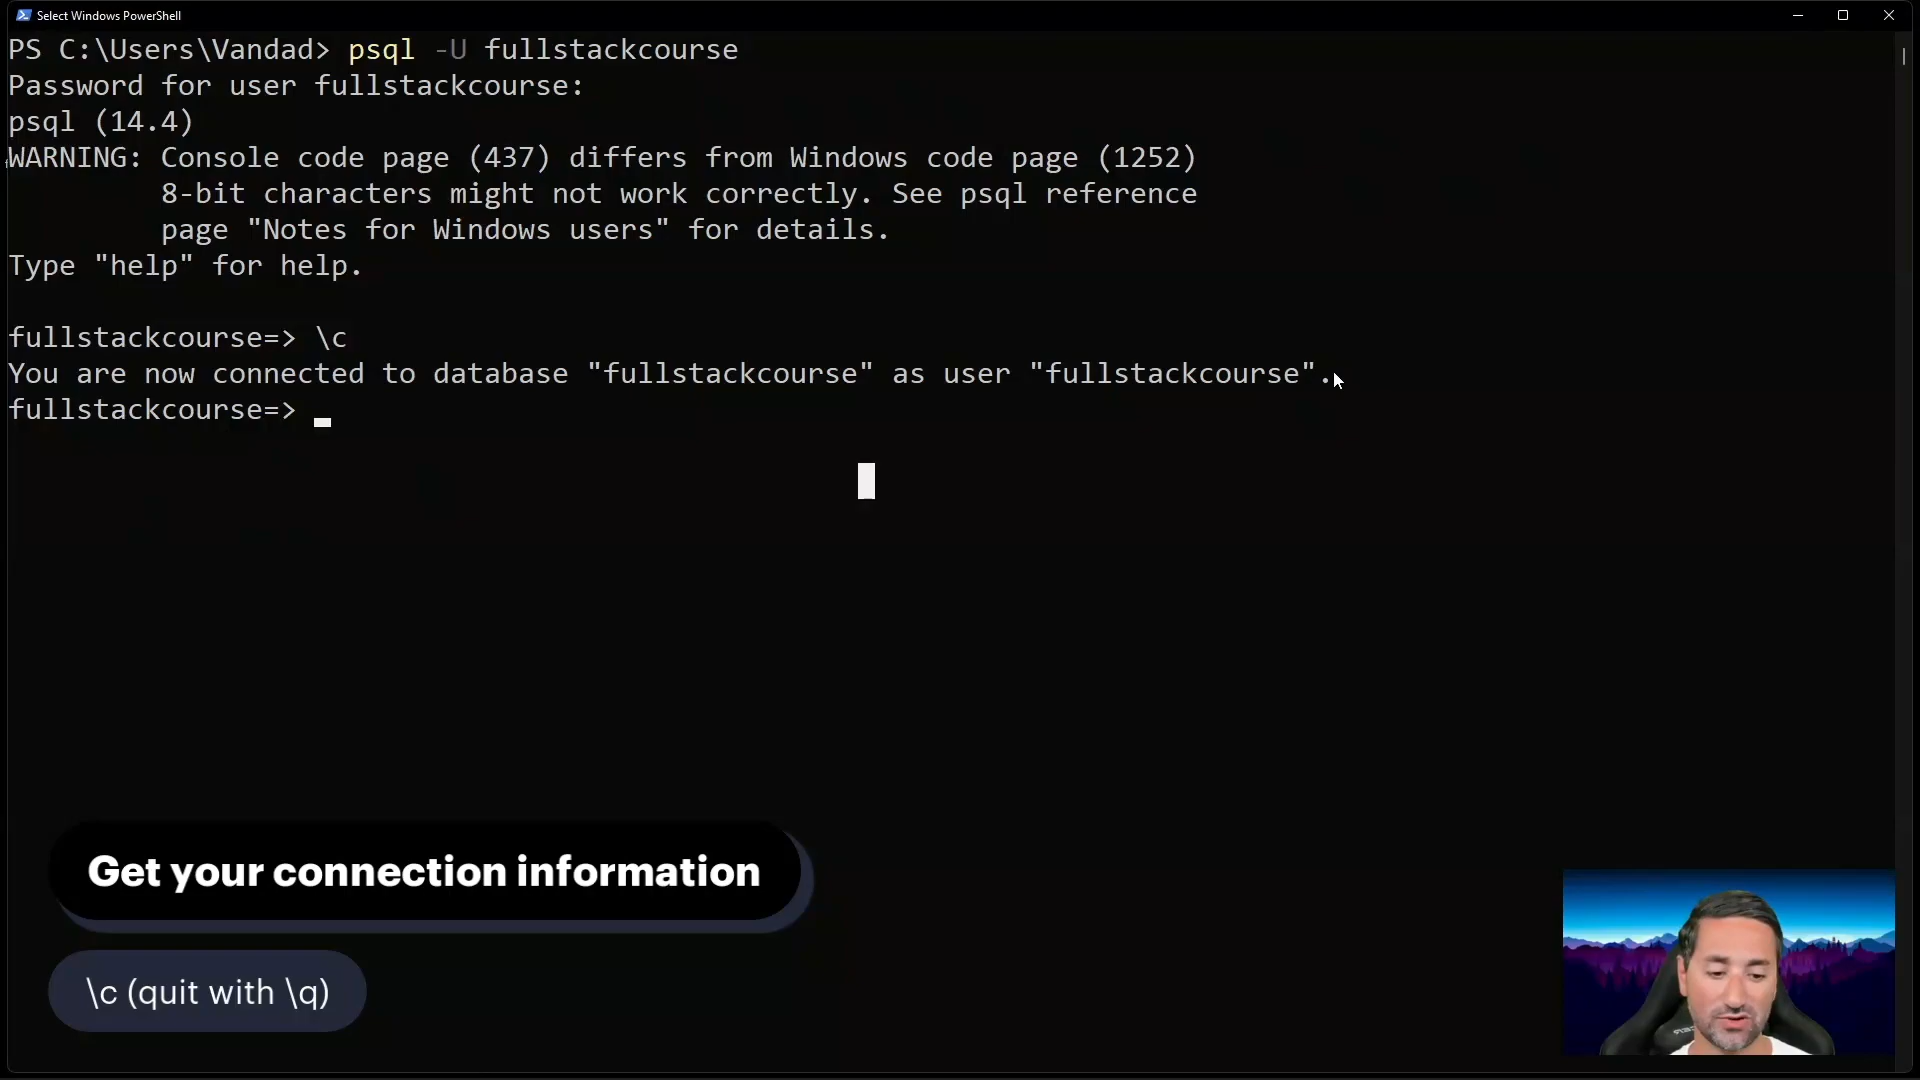 Select Windows PowerShell
PS C:\Users\Vandad> psql -U fullstackcourse
Password for user fullstackcourse:
psql (14.4)
WARNING: Console code page (437) differs from Windows code page (1252)
8-bit characters might not work correctly. See psql reference
page "Notes for Windows users" for details.
Type "help" for help.
fullstackcourse=> \c
You are now connected to database "fullstackcourse" as user "fullstackcourse".
fullstackcourse=>
Get your connection information
\c (quit with \q)